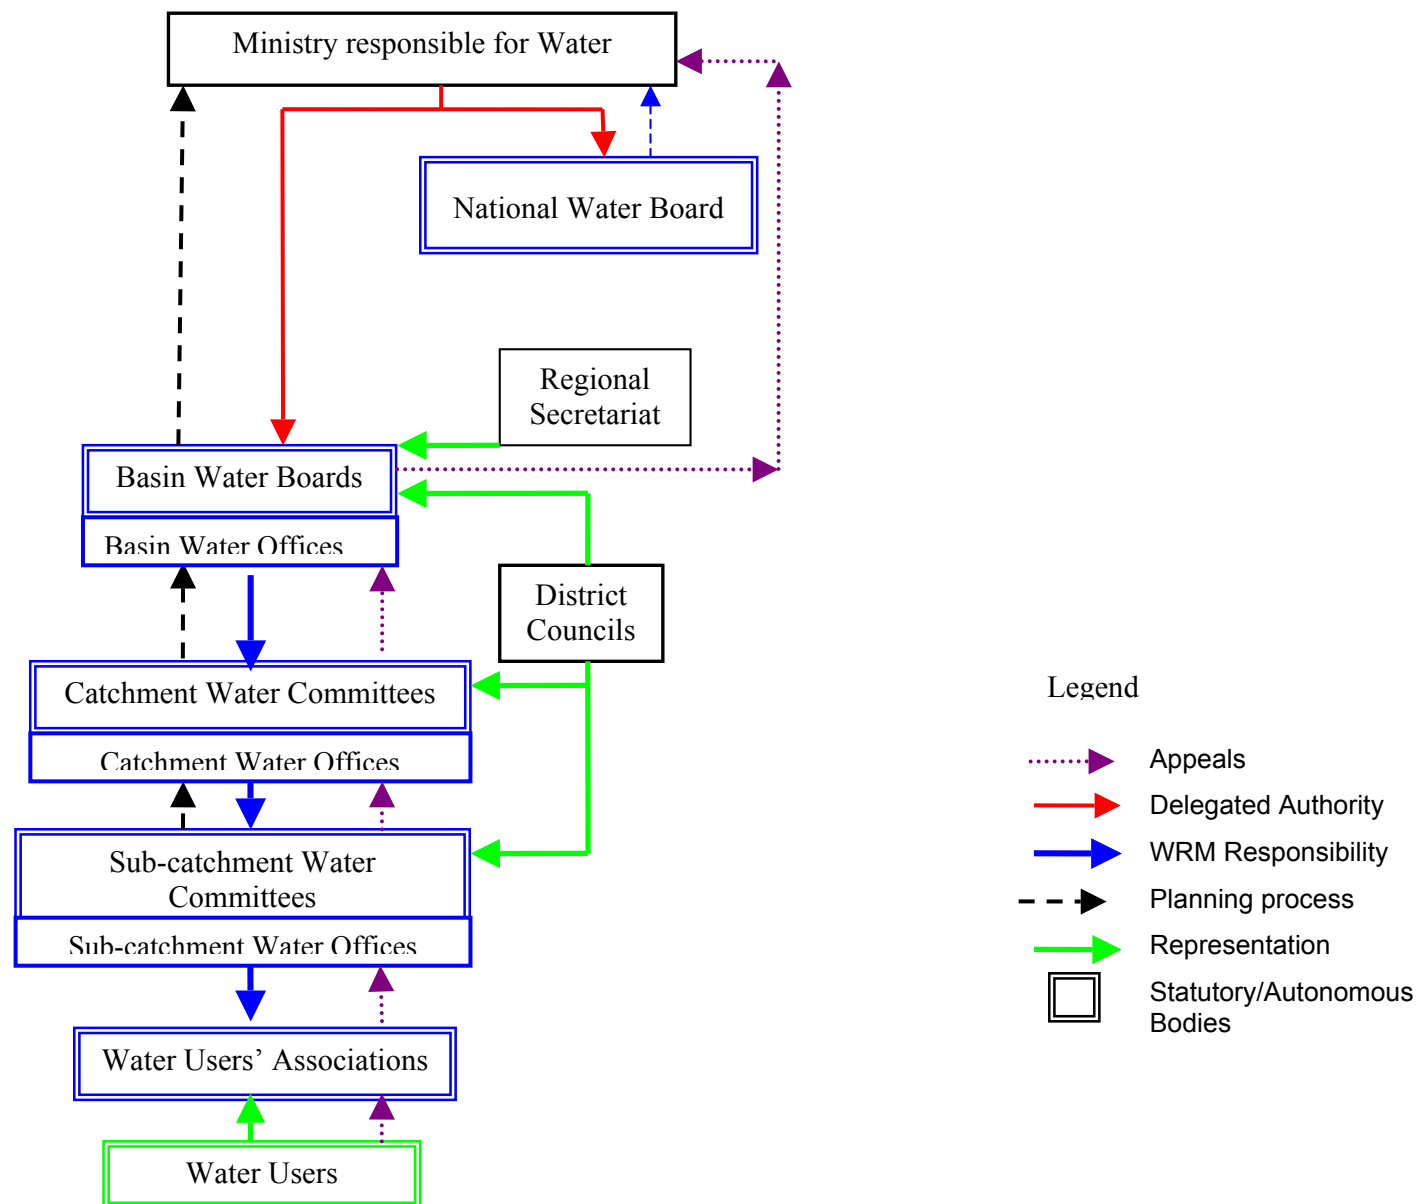 Ministry responsible for Water
National Water Board
Regional
Secretariat
Basin Water Boards
Basin Water Offices
District
Councils
Catchment Water Committees
Catchment Water Offices
Sub-catchment Water
Committees
Sub-catchment Water Offices
Water Users’ Associations
Water Users
Legend
Appeals
Delegated Authority
WRM Responsibility
Planning process
Representation
Statutory/Autonomous
Bodies